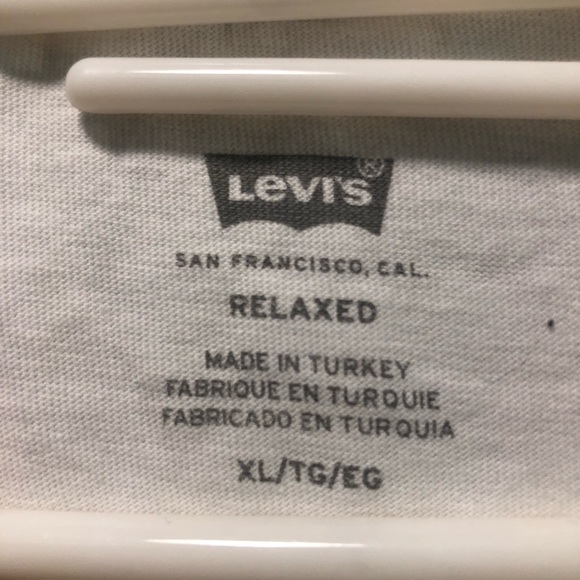 Levi's®
SAN FRANCISCO, CAL.
RELAXED
MADE IN TURKEY
FABRIQUE EN TURQUIE
FABRICADO EN TURQUIA
XL/TG/EG